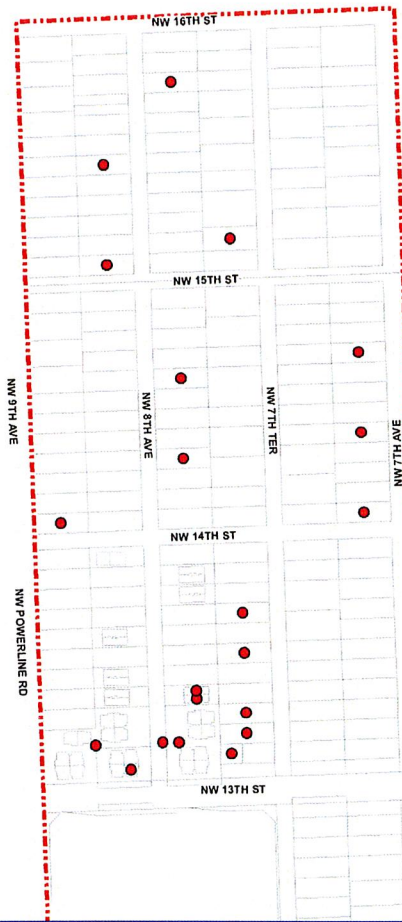 NW 16TH ST
NW 15TH ST
NW 9TH AVE
NW 8TH AVE
NW 7TH TER
NW 7TH AVE
NW 14TH ST
NW POWERLINE RD
NW 13TH ST